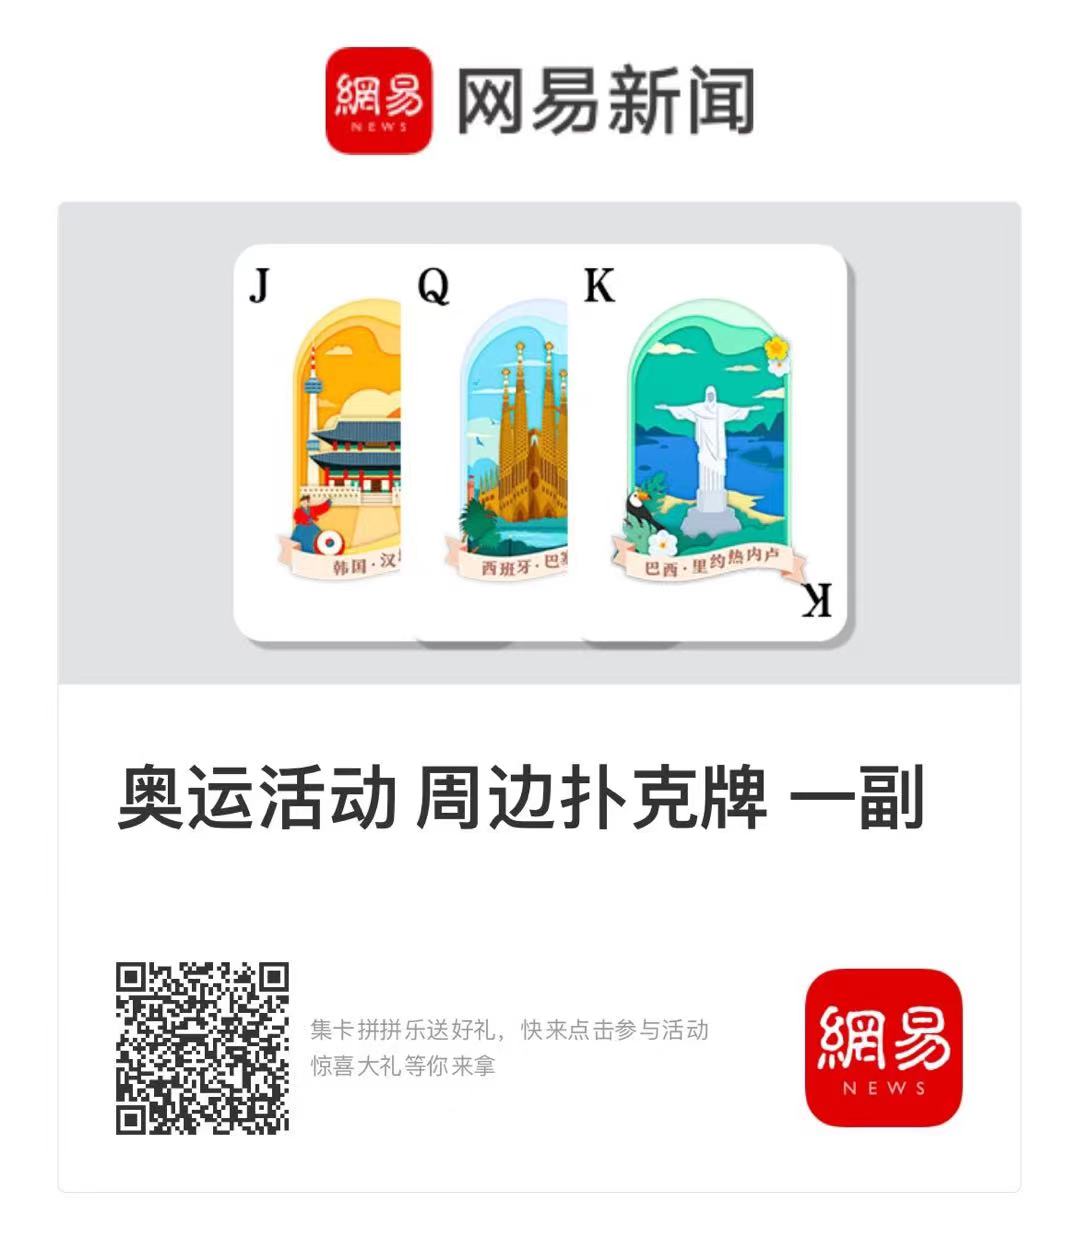 網易
NEWS
网易新闻
J
Q
K
韩国·汉
西班牙·巴塞
巴西·里约热内卢
K
奥运活动 周边扑克牌 一副
集卡拼拼乐送好礼，快来点击参与活动
惊喜大礼等你来拿
網易
NEWS